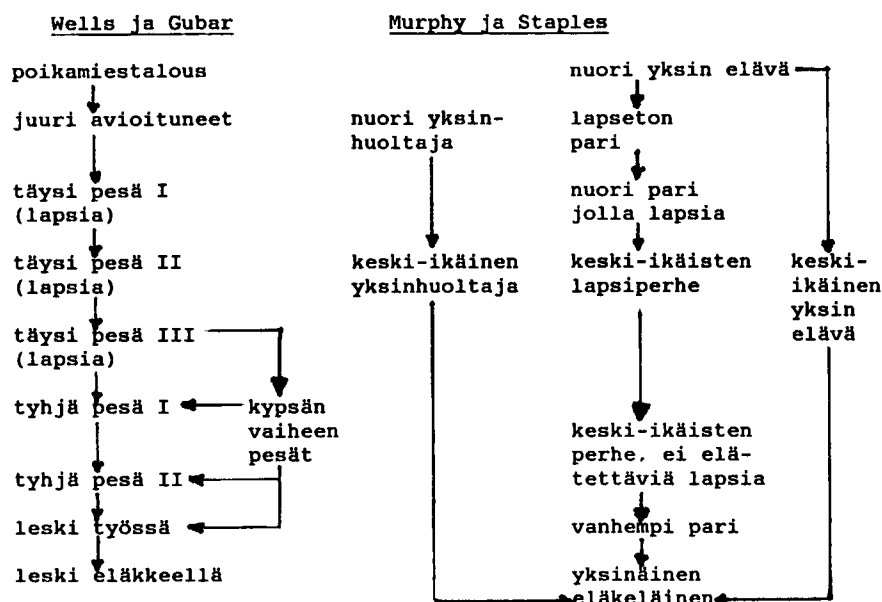 Wells ja Gubar
poikamiestalous
juuri avioituneet
täysi pesä I
(lapsia)
täysi pesä II
(lapsia)
täysi pesä III
(lapsia)
tyhjä pesä I
kypsän
vaiheen
pesät
tyhjä pesä II
leski työssä
leski eläkkeellä
Murphy ja Staples
nuori yksin elävä
nuori yksin-
huoltaja
lapseton
pari
nuori pari
jolla lapsia
keski-ikäinen
yksinhuoltaja
keski-ikäisten
lapsiperhe
keski-
ikäinen
yksin
elävä
keski-ikäisten
perhe, ei elä-
tettäviä lapsia
vanhempi pari
yksinäinen
eläkeläinen